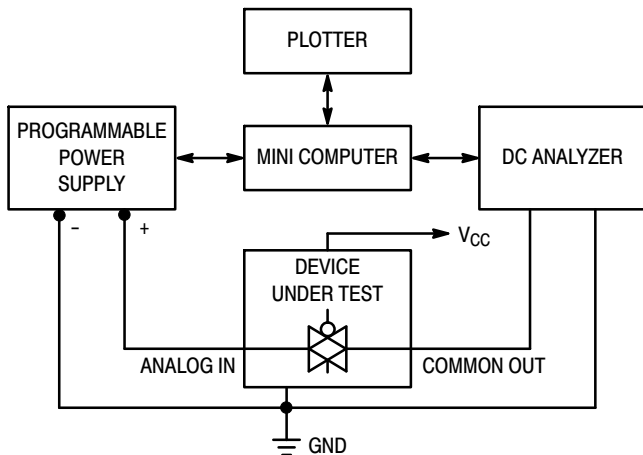 PLOTTER
PROGRAMMABLE
POWER
SUPPLY
MINI COMPUTER
DC ANALYZER
– +
VCC
DEVICE
UNDER TEST
ANALOG IN
COMMON OUT
GND